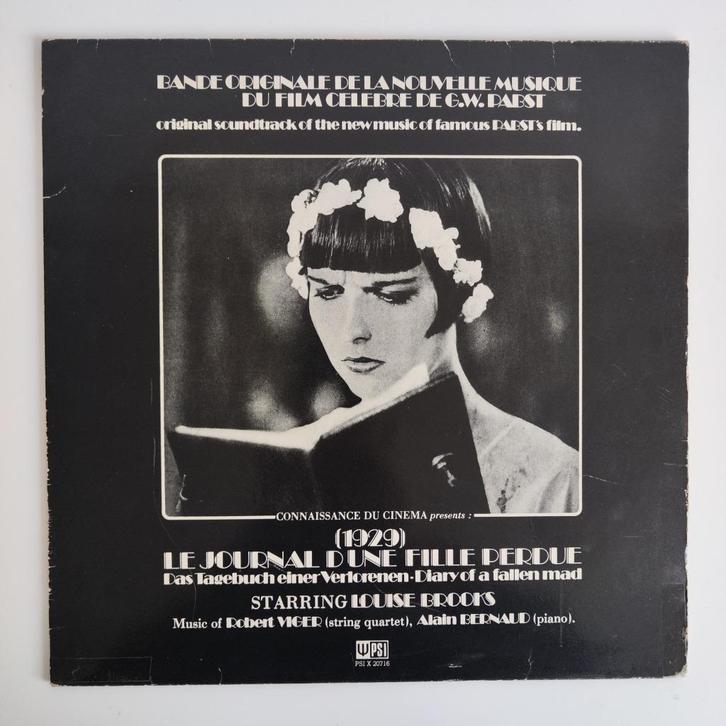 BANDE ORIGINALE DE LA NOUVELLE MUSIQUE
DU FILM CELEBRE DE G.W. PABST
original soundtrack of the new music of famous PABST's film.
CONNAISSANCE DU CINEMA presents :
(1929)
LE JOURNAL D UNE FILLE PERDUE
Das Tagebuch einer Verlorenen · Diary of a fallen mad
STARRING LOUISE BROOKS
Music of Robert VIGER (string quartet), Alain BERNAUD (piano).
PSI
PSI X 20716